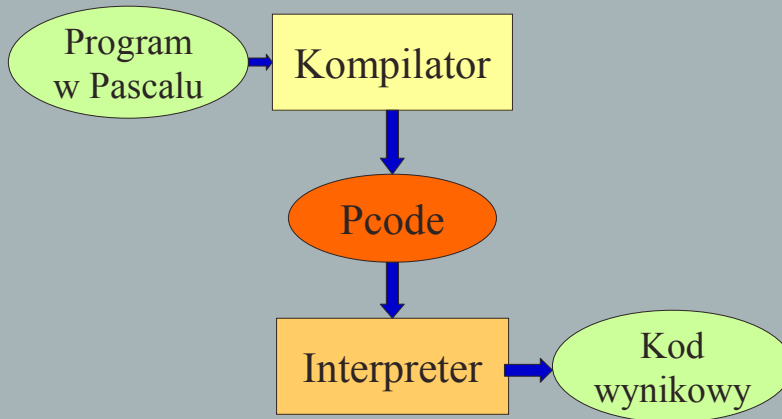 Program
w Pascalu
Kompilator
Pcode
Interpreter
Kod
wynikowy